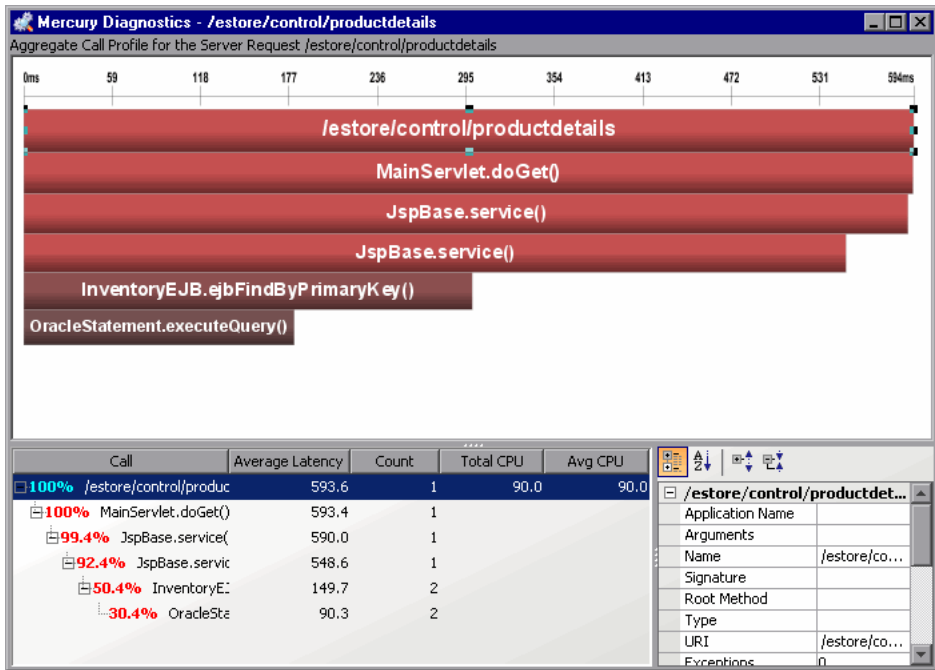 Mercury Diagnostics - /estore/control/productdetails
Aggregate Call Profile for the Server Request /estore/control/productdetails
0ms 59 118 177 236 295 354 413 472 531 594ms
/estore/control/productdetails
MainServlet.doGet()
JspBase.service()
JspBase.service()
InventoryEJB.ejbFindByPrimaryKey()
OracleStatement.executeQuery()
Call Average Latency Count Total CPU Avg CPU
100% /estore/control/produc 593.6 1 90.0 90.0
100% MainServlet.doGet() 593.4 1
99.4% JspBase.service( 590.0 1
92.4% JspBase.servic 548.6 1
50.4% InventoryEJ 149.7 2
30.4% OracleSta 90.3 2
/estore/control/productdet...
Application Name
Arguments
Name /estore/co...
Signature
Root Method
Type
URI /estore/co...
Exceptions 0